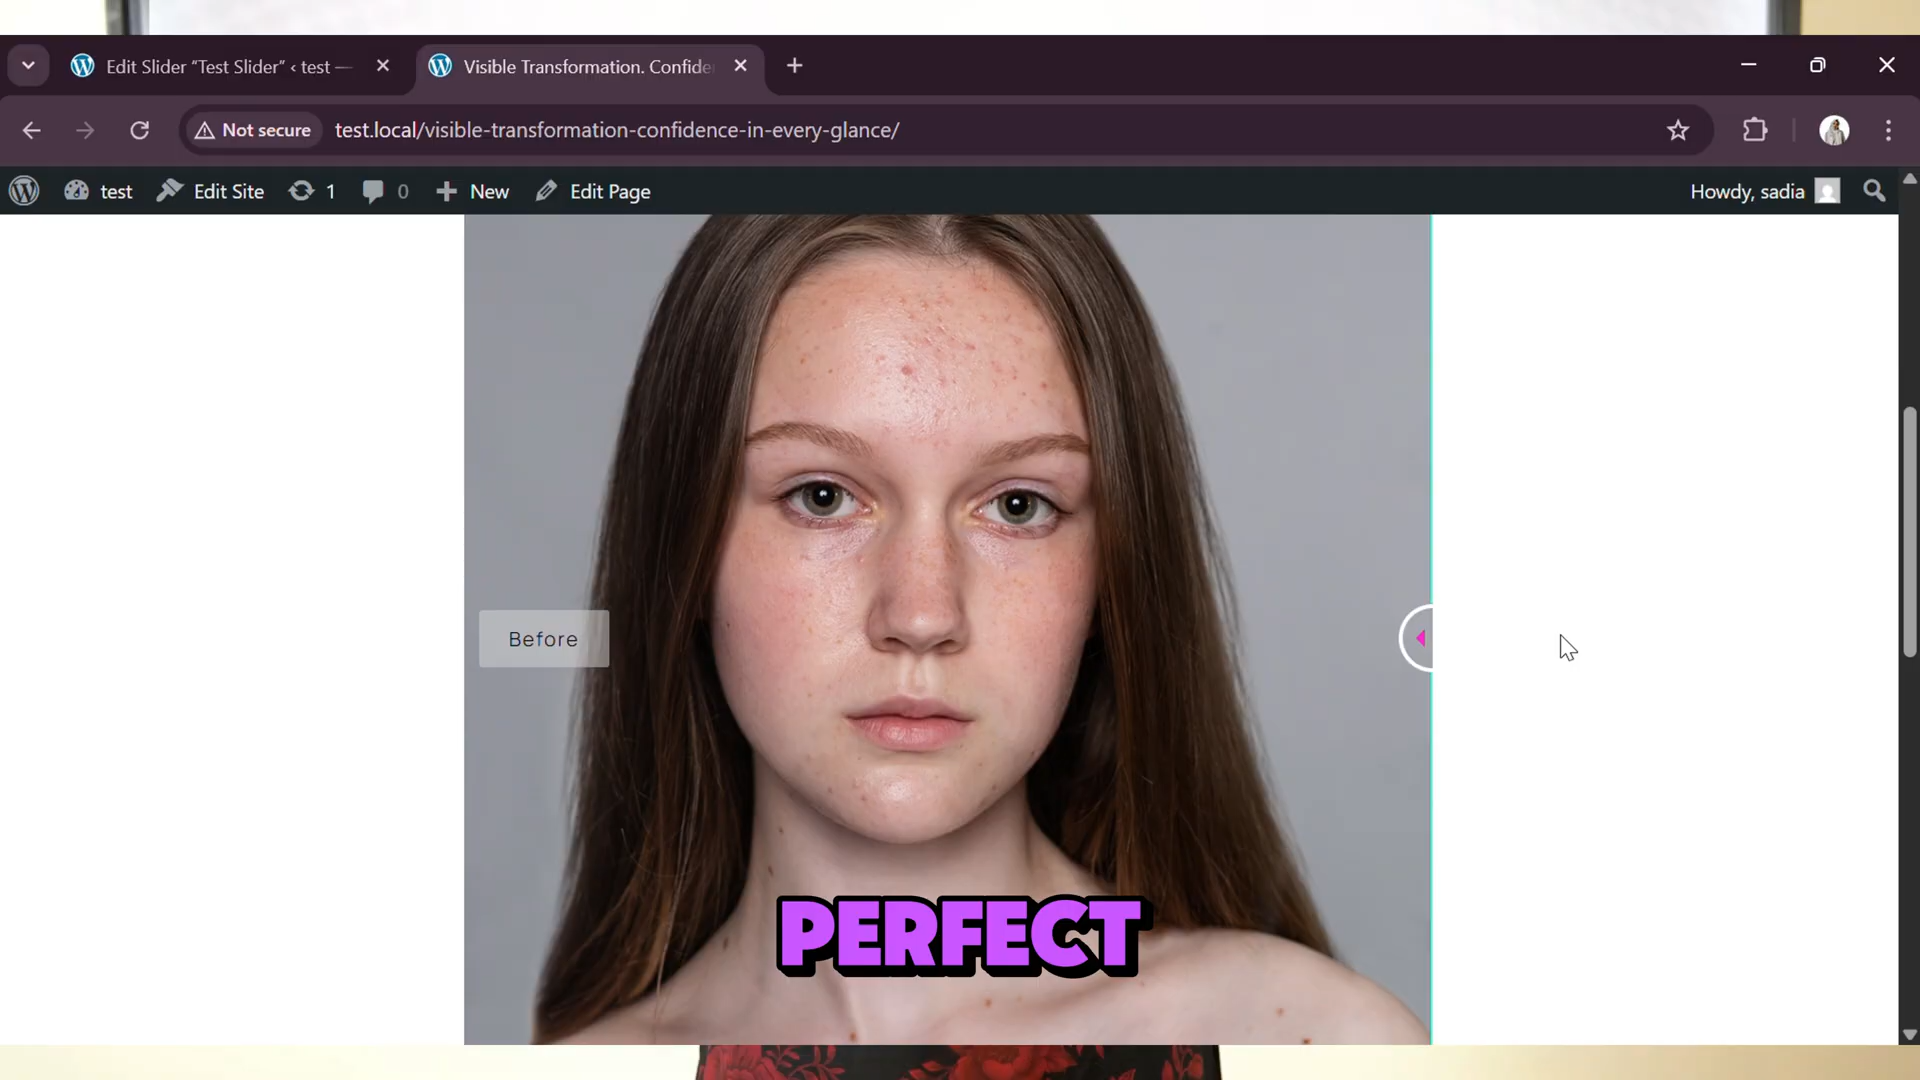 Edit Slider “Test Slider” ‹ test —
Visible Transformation. Confide
Not secure
test.local/visible-transformation-confidence-in-every-glance/
test
Edit Site
1
0
New
Edit Page
Howdy, sadia
Before
PERFECT